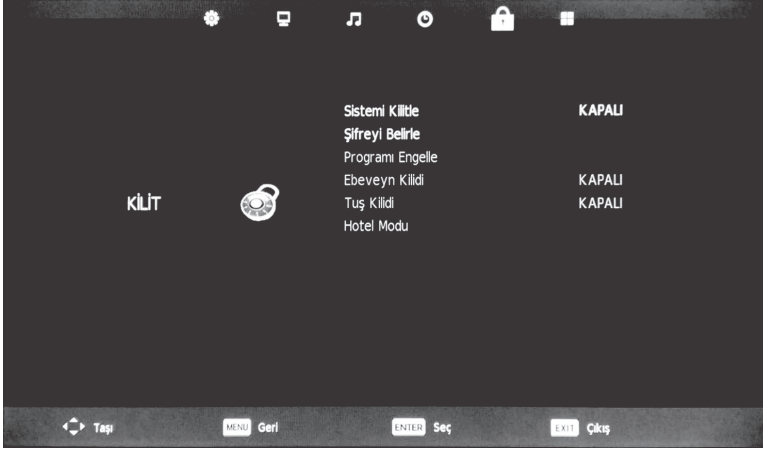 Sistemi Kilitle KAPALI
Şifreyi Belirle
Programı Engelle
Ebeveyn Kilidi KAPALI
KİLİT
Tuş Kilidi KAPALI
Hotel Modu
Taşı MENU Geri ENTER Seç EXIT Çıkış